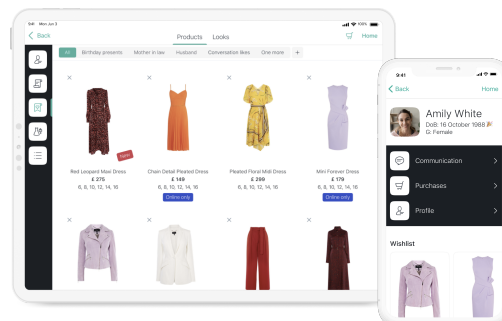 9:41 Mon Jun 3
100%
Back
Products
Looks
Home
All
Birthday presents
Mother in law
Husband
Conversation likes
One more
+
New
Red Leopard Maxi Dress
£ 275
6, 8, 10, 12, 14, 16
Chain Detail Pleated Dress
£ 149
6, 8, 10, 12, 14, 16
Online only
Pleated Floral Midi Dress
£ 299
6, 8, 10, 12, 14, 16
Mini Forever Dress
£ 179
6, 8, 10, 12, 14, 16
Online only
9:41
Back
Home
Amily White
DoB: 16 October 1988
G: Female
Communication
Purchases
Profile
Wishlist